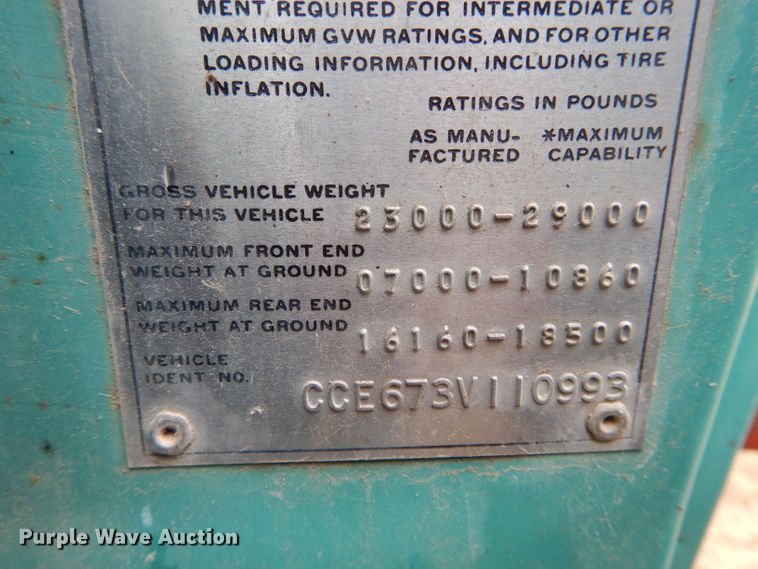 MENT REQUIRED FOR INTERMEDIATE OR
MAXIMUM GVW RATINGS, AND FOR OTHER
LOADING INFORMATION, INCLUDING TIRE
INFLATION.
RATINGS IN POUNDS
AS MANU- *MAXIMUM
FACTURED CAPABILITY
GROSS VEHICLE WEIGHT
FOR THIS VEHICLE 23000-29000
MAXIMUM FRONT END
WEIGHT AT GROUND 07000-10860
MAXIMUM REAR END
WEIGHT AT GROUND 16160-18500
VEHICLE
IDENT NO. CCE673V110993
Purple Wave Auction